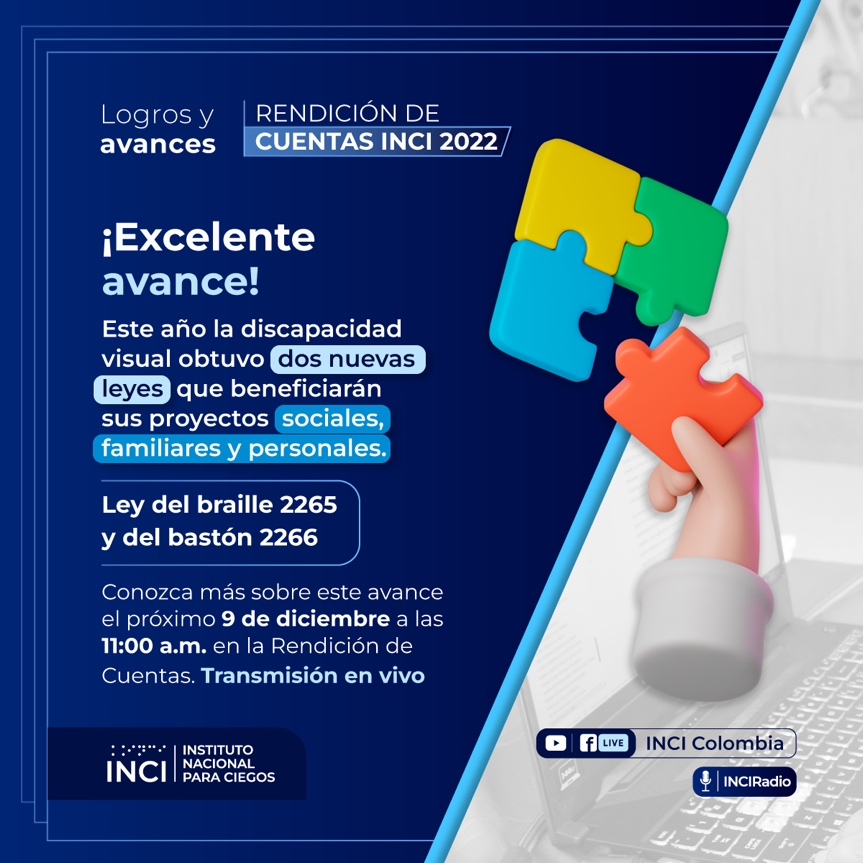 Logros y
avances
RENDICIÓN DE
CUENTAS INCI 2022
¡Excelente
avance!
Este año la discapacidad
visual obtuvo dos nuevas
leyes que beneficiarán
sus proyectos sociales,
familiares y personales.
Ley del braille 2265
y del bastón 2266
Conozca más sobre este avance
el próximo 9 de diciembre a las
11:00 a.m. en la Rendición de
Cuentas. Transmisión en vivo
INCI
INSTITUTO
NACIONAL
PARA CIEGOS
LIVE
INCI Colombia
INCIRadio